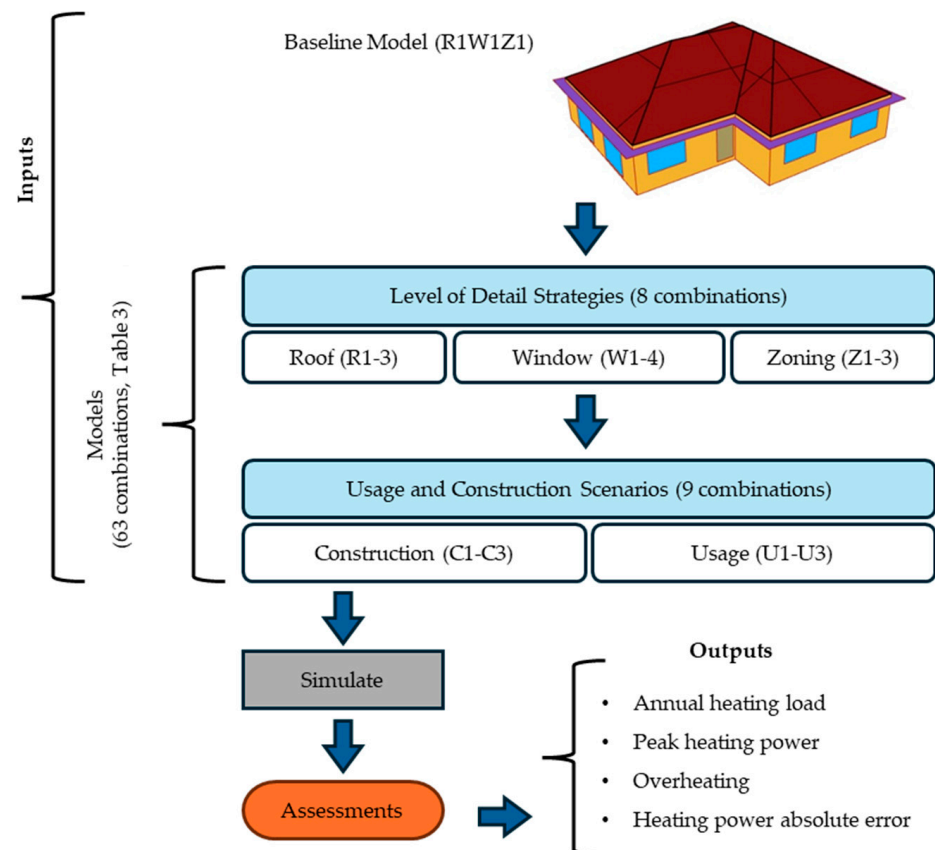 Baseline Model (R1W1Z1)
Inputs
Level of Detail Strategies (8 combinations)
Roof (R1-3)
Window (W1-4)
Zoning (Z1-3)
Models
(63 combinations, Table 3)
Usage and Construction Scenarios (9 combinations)
Construction (C1-C3)
Usage (U1-U3)
Simulate
Assessments
Outputs
• Annual heating load
• Peak heating power
• Overheating
• Heating power absolute error